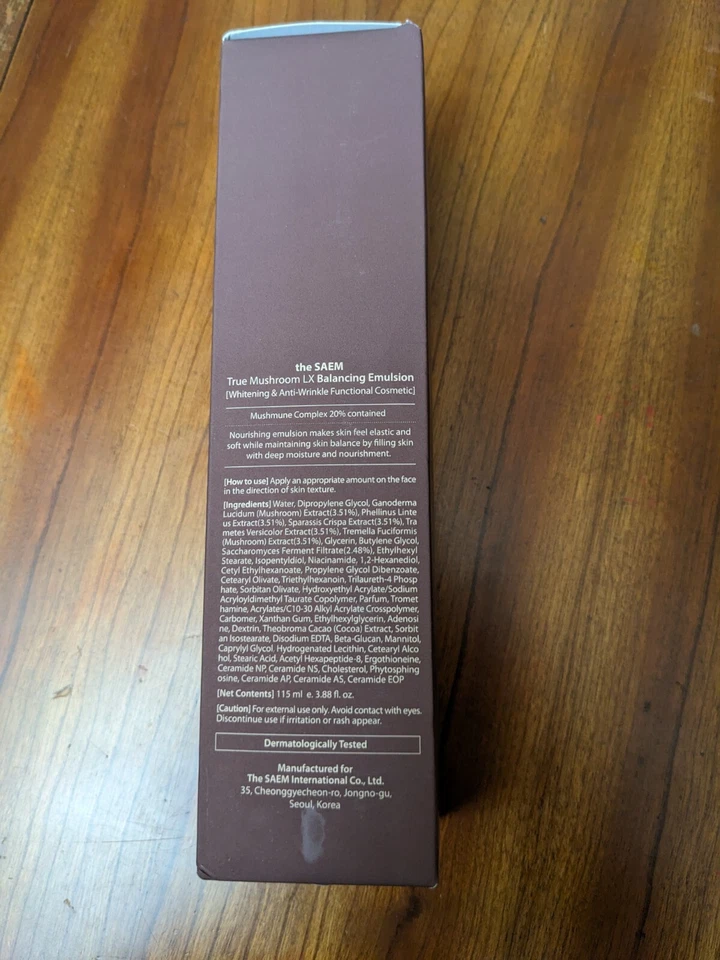 the SAEM
True Mushroom LX Balancing Emulsion
[Whitening & Anti-Wrinkle Functional Cosmetic]
Mushmune Complex 20% contained
Nourishing emulsion makes skin feel elastic and
soft while maintaining skin balance by filling skin
with deep moisture and nourishment.
[How to use] Apply an appropriate amount on the face
in the direction of skin texture.
[Ingredients] Water, Dipropylene Glycol, Ganoderma
Lucidum (Mushroom) Extract(3.51%), Phellinus Linte
us Extract(3.51%), Sparassis Crispa Extract(3.51%), Tra
metes Versicolor Extract(3.51%), Tremella Fuciformis
(Mushroom) Extract(3.51%), Glycerin, Butylene Glycol,
Saccharomyces Ferment Filtrate(2.48%), Ethylhexyl
Stearate, Isopentyldiol, Niacinamide, 1,2-Hexanediol,
Cetyl Ethylhexanoate, Propylene Glycol Dibenzoate,
Cetearyl Olivate, Triethylhexanoin, Trilaureth-4 Phosp
hate, Sorbitan Olivate, Hydroxyethyl Acrylate/Sodium
Acryloyldimethyl Taurate Copolymer, Parfum, Tromet
hamine, Acrylates/C10-30 Alkyl Acrylate Crosspolymer,
Carbomer, Xanthan Gum, Ethylhexylglycerin, Adenosi
ne, Dextrin, Theobroma Cacao (Cocoa) Extract, Sorbit
an Isostearate, Disodium EDTA, Beta-Glucan, Mannitol,
Caprylyl Glycol, Hydrogenated Lecithin, Cetearyl Alco
hol, Stearic Acid, Acetyl Hexapeptide-8, Ergothioneine,
Ceramide NP, Ceramide NS, Cholesterol, Phytosphing
osine, Ceramide AP, Ceramide AS, Ceramide EOP
[Net Contents] 115 ml e. 3.88 fl. oz.
[Caution] For external use only. Avoid contact with eyes.
Discontinue use if irritation or rash appear.
Dermatologically Tested
Manufactured for
The SAEM International Co., Ltd.
35, Cheonggyecheon-ro, Jongno-gu,
Seoul, Korea